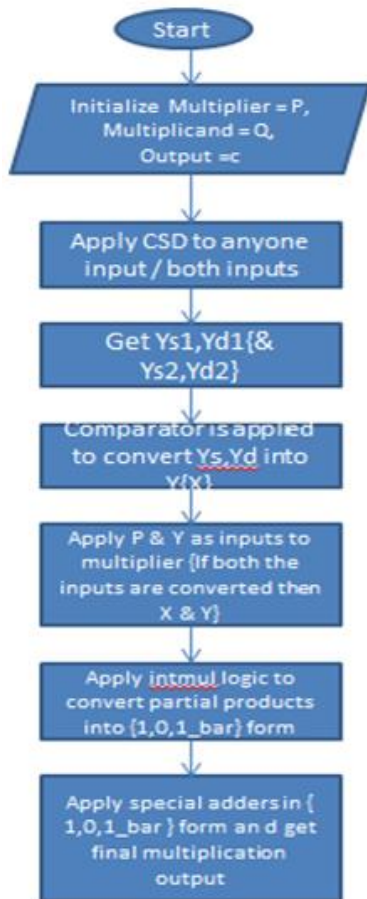 Start
Initialize Multiplier = P,
Multiplicand = Q,
Output =c
Apply CSD to anyone
input / both inputs
Get Ys1,Yd1{&
Ys2,Yd2}
Comparator is applied
to convert Ys,Yd into
Y{X}
Apply P & Y as inputs to
multiplier {If both the
inputs are converted then
X & Y}
Apply intmul logic to
convert partial products
into {1,0,1_bar} form
Apply special adders in {
1,0,1_bar } form an d get
final multiplication
output